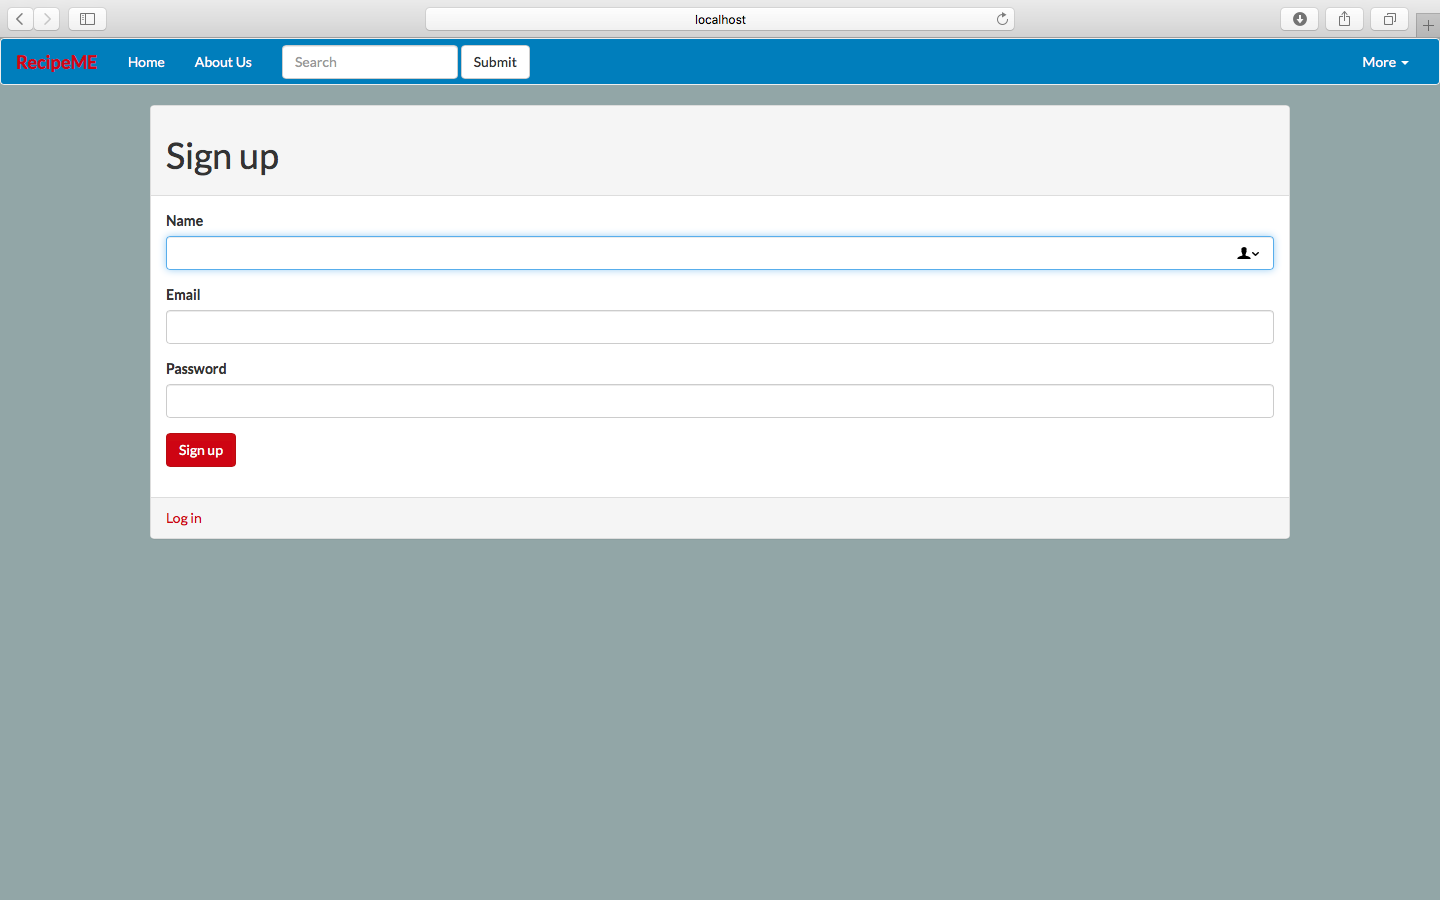 localhost
RecipeME Home About Us Search Submit More
Sign up
Name
Email
Password
Sign up
Log in